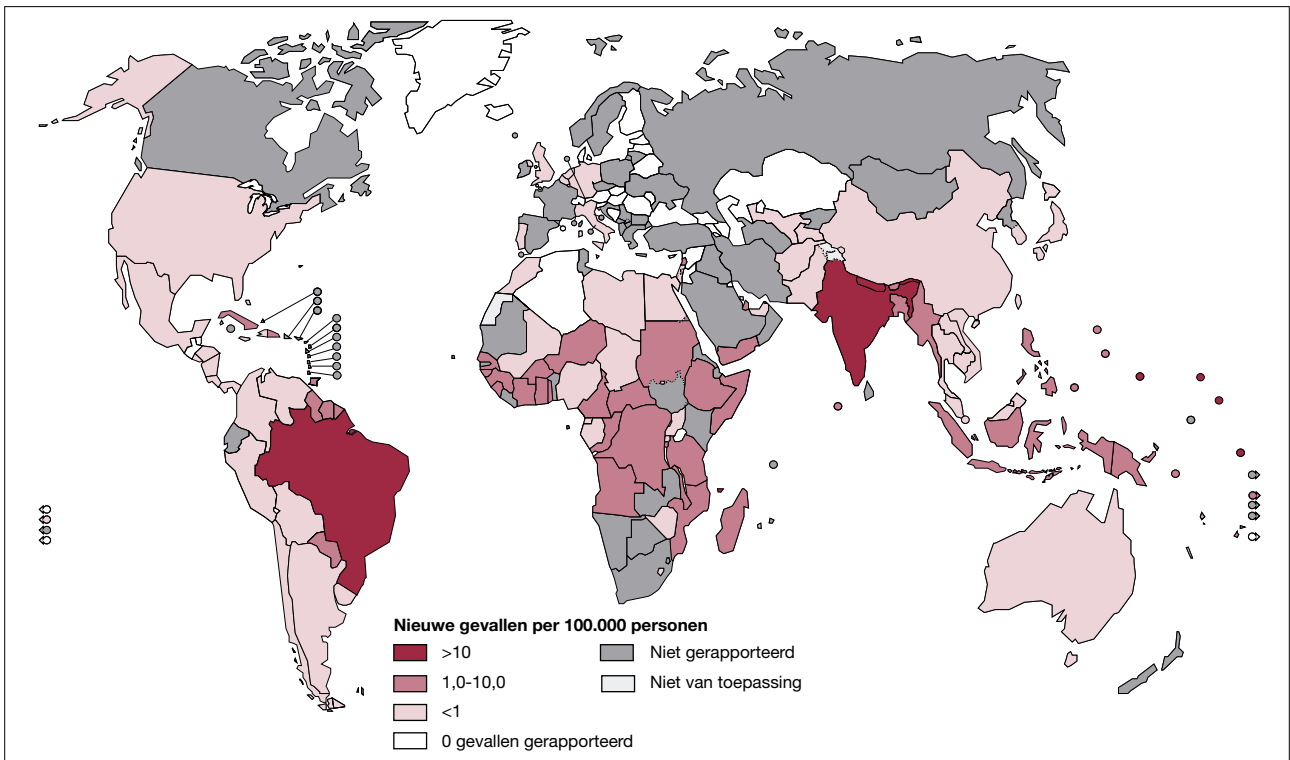 Nieuwe gevallen per 100.000 personen
>10
1,0-10,0
<1
0 gevallen gerapporteerd
Niet gerapporteerd
Niet van toepassing